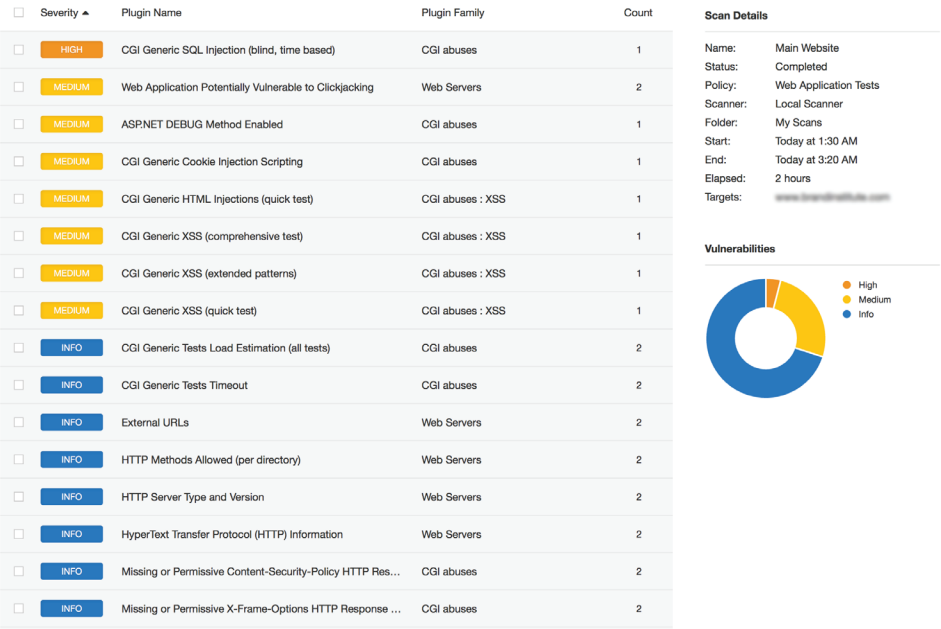 Severity Plugin Name Plugin Family Count
HIGH CGI Generic SQL Injection (blind, time based) CGI abuses 1
MEDIUM Web Application Potentially Vulnerable to Clickjacking Web Servers 2
MEDIUM ASP.NET DEBUG Method Enabled CGI abuses 1
MEDIUM CGI Generic Cookie Injection Scripting CGI abuses 1
MEDIUM CGI Generic HTML Injections (quick test) CGI abuses : XSS 1
MEDIUM CGI Generic XSS (comprehensive test) CGI abuses : XSS 1
MEDIUM CGI Generic XSS (extended patterns) CGI abuses : XSS 1
MEDIUM CGI Generic XSS (quick test) CGI abuses : XSS 1
INFO CGI Generic Tests Load Estimation (all tests) CGI abuses 2
INFO CGI Generic Tests Timeout CGI abuses 2
INFO External URLs Web Servers 2
INFO HTTP Methods Allowed (per directory) Web Servers 2
INFO HTTP Server Type and Version Web Servers 2
INFO HyperText Transfer Protocol (HTTP) Information Web Servers 2
INFO Missing or Permissive Content-Security-Policy HTTP Res... CGI abuses 2
INFO Missing or Permissive X-Frame-Options HTTP Response ... CGI abuses 2
Scan Details
Name: Main Website
Status: Completed
Policy: Web Application Tests
Scanner: Local Scanner
Folder: My Scans
Start: Today at 1:30 AM
End: Today at 3:20 AM
Elapsed: 2 hours
Targets:
Vulnerabilities
High
Medium
Info